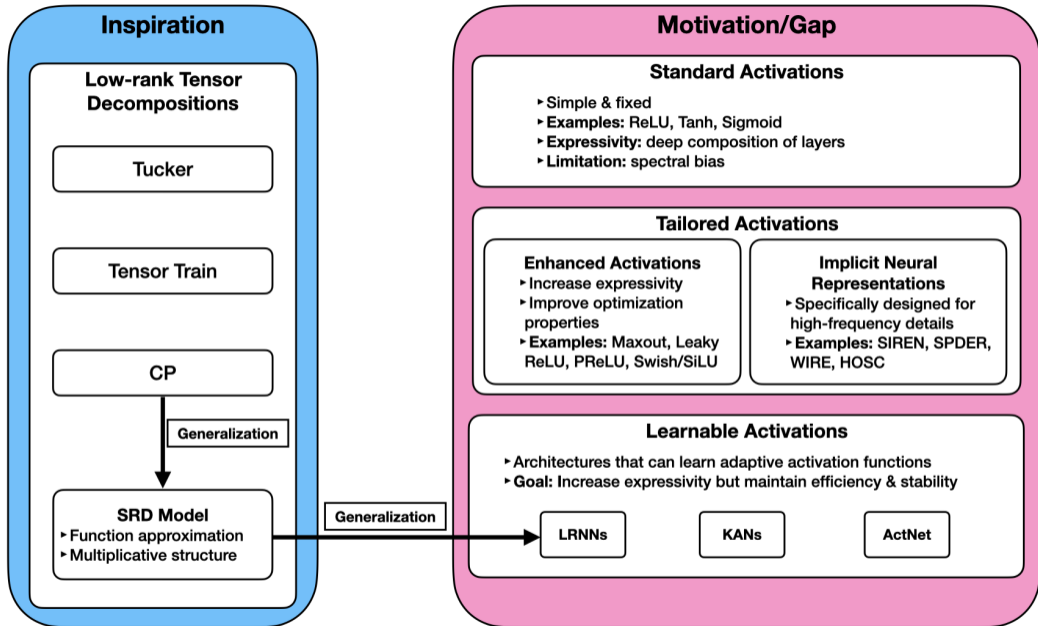 Inspiration
Low-rank Tensor
Decompositions
Tucker
Tensor Train
CP
Generalization
SRD Model
‣ Function approximation
‣ Multiplicative structure
Generalization
Motivation/Gap
Standard Activations
‣ Simple & fixed
‣ Examples: ReLU, Tanh, Sigmoid
‣ Expressivity: deep composition of layers
‣ Limitation: spectral bias
Tailored Activations
Enhanced Activations
‣ Increase expressivity
‣ Improve optimization
properties
‣ Examples: Maxout, Leaky
ReLU, PReLU, Swish/SiLU
Implicit Neural
Representations
‣ Specifically designed for
high-frequency details
‣ Examples: SIREN, SPDER,
WIRE, HOSC
Learnable Activations
‣ Architectures that can learn adaptive activation functions
‣ Goal: Increase expressivity but maintain efficiency & stability
LRNNs
KANs
ActNet